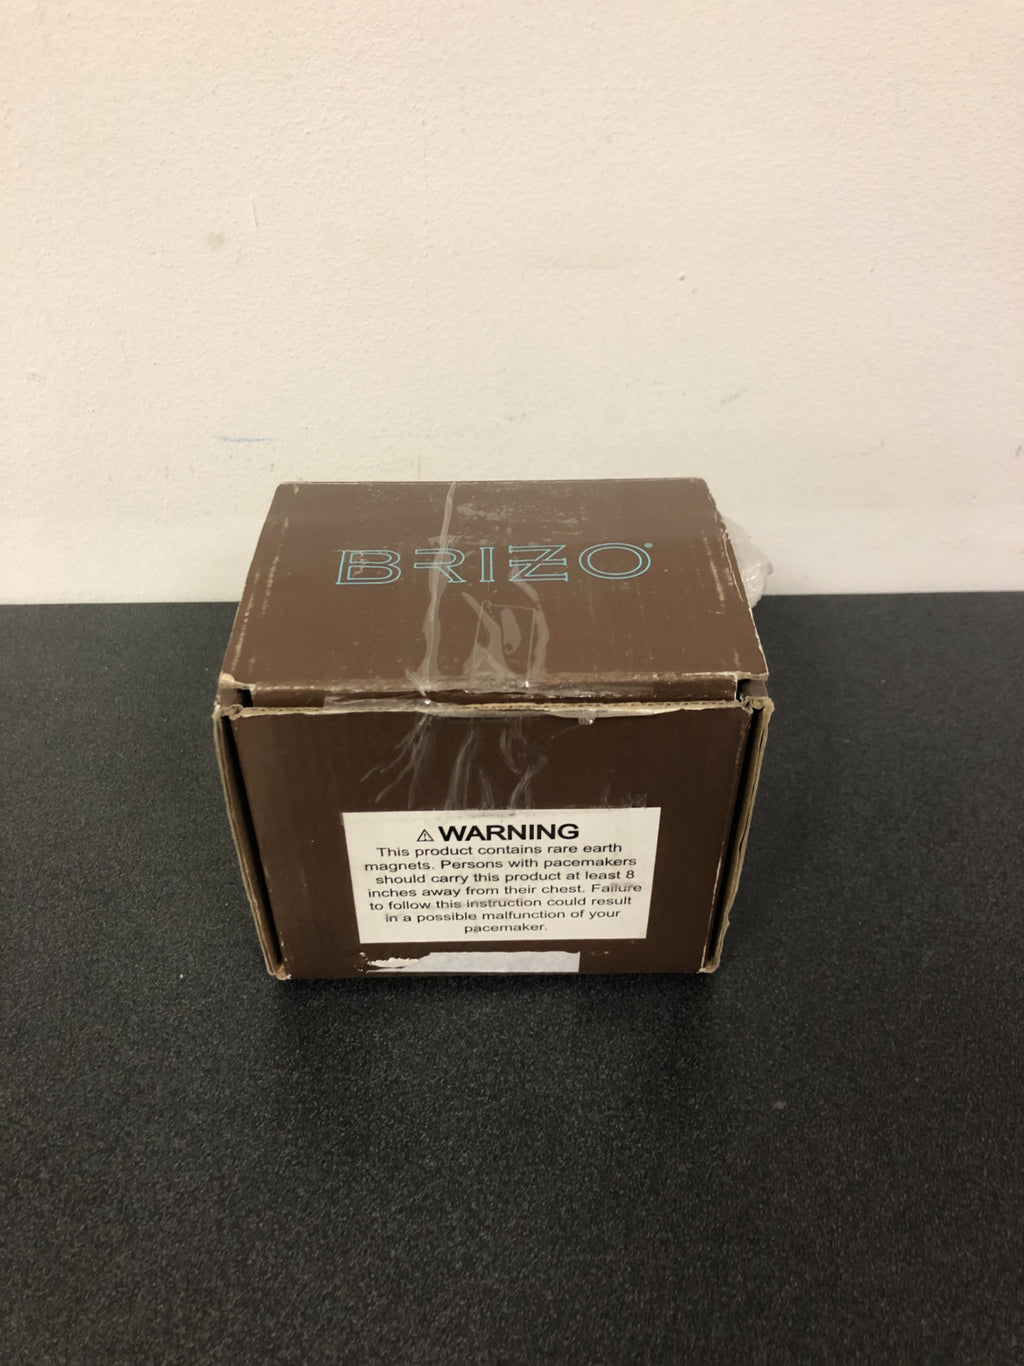 BRIZO®
⚠ WARNING
This product contains rare earth
magnets. Persons with pacemakers
should carry this product at least 8
inches away from their chest. Failure
to follow this instruction could result
in a possible malfunction of your
pacemaker.